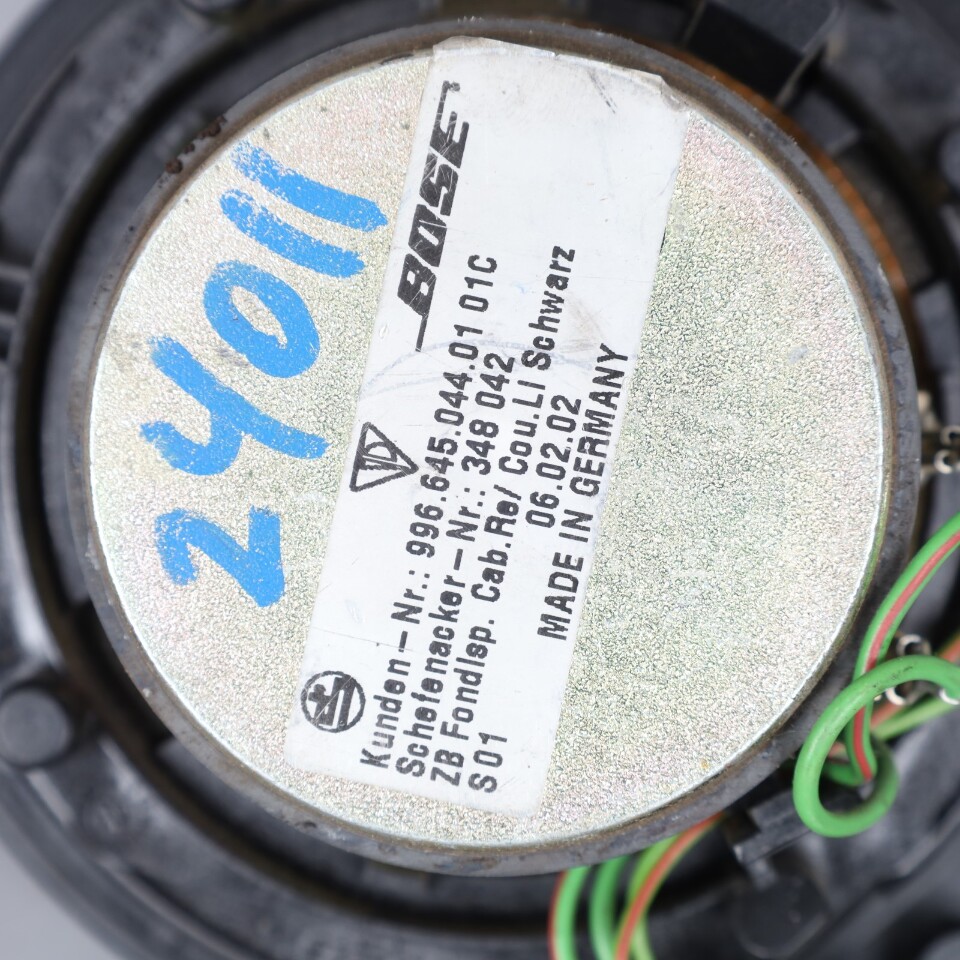 24011
BOSE
Kunden-Nr.: 996.645.044.01 01C
Schefenacker-Nr.: 348 042
ZB Fondlsp. Cab.Re/ Cou.LI Schwarz
S01 06.02.02
MADE IN GERMANY